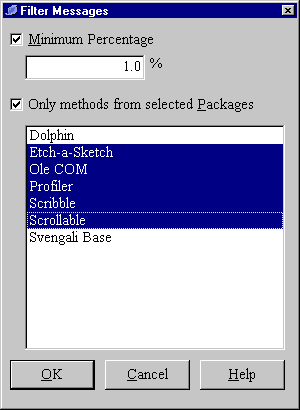 Filter Messages
Minimum Percentage
1.0 %
Only methods from selected Packages
Dolphin
Etch-a-Sketch
Ole COM
Profiler
Scribble
Scrollable
Svengali Base
OK Cancel Help